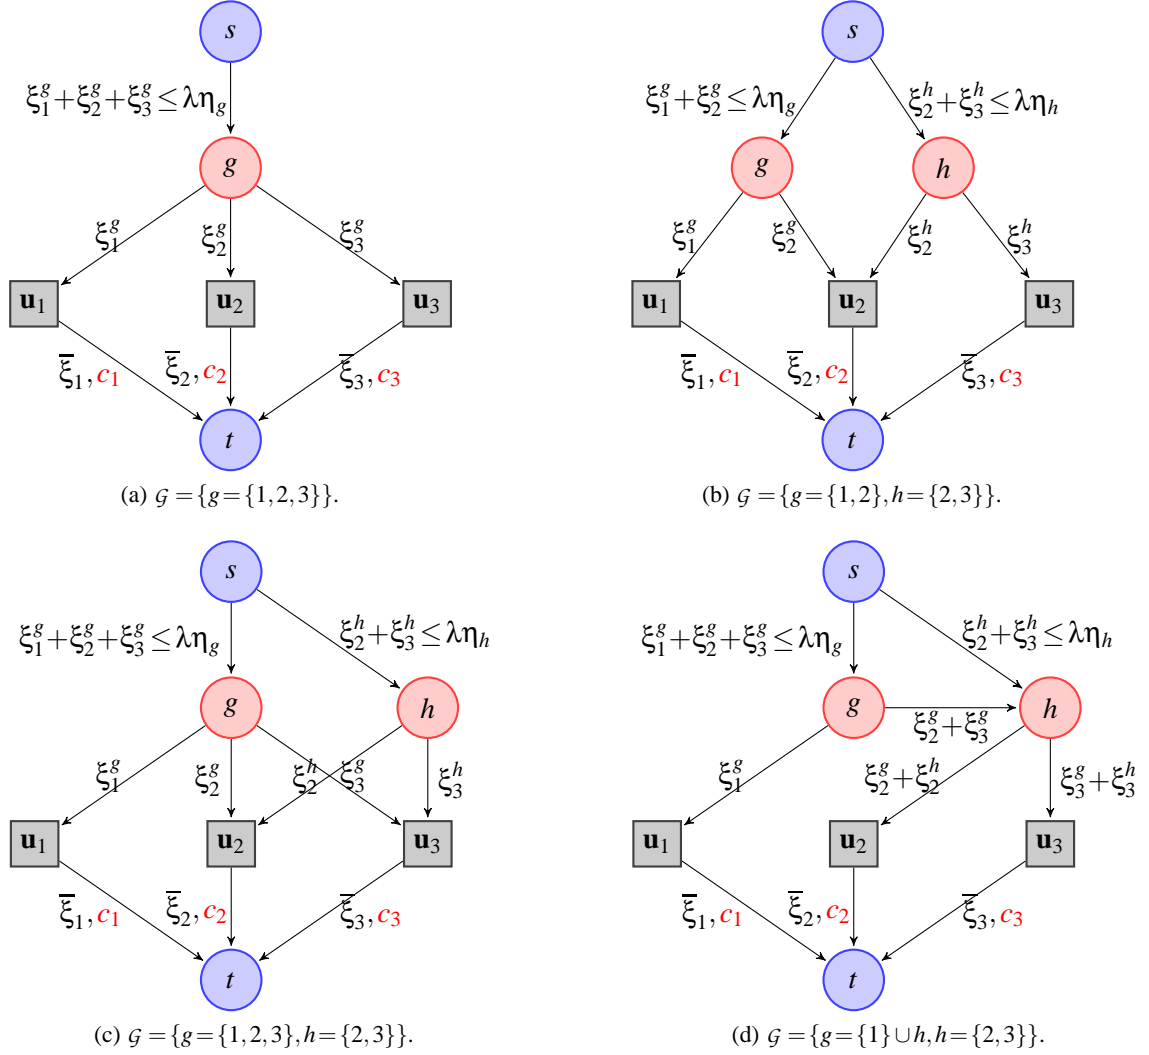 s
ξ₁ᵍ+ξ₂ᵍ+ξ₃ᵍ≤λη_g
g
ξ₁ᵍ ξ₂ᵍ ξ₃ᵍ
u₁ u₂ u₃
ξ̅₁,c₁ ξ̅₂,c₂ ξ̅₃,c₃
t
(a) 𝒢={g={1,2,3}}.
s
ξ₁ᵍ+ξ₂ᵍ≤λη_g ξ₂ʰ+ξ₃ʰ≤λη_h
g h
ξ₁ᵍ ξ₂ᵍ ξ₂ʰ ξ₃ʰ
u₁ u₂ u₃
ξ̅₁,c₁ ξ̅₂,c₂ ξ̅₃,c₃
t
(b) 𝒢={g={1,2},h={2,3}}.
s
ξ₁ᵍ+ξ₂ᵍ+ξ₃ᵍ≤λη_g ξ₂ʰ+ξ₃ʰ≤λη_h
g h
ξ₁ᵍ ξ₂ᵍ ξ₂ʰ ξ₃ᵍ ξ₃ʰ
u₁ u₂ u₃
ξ̅₁,c₁ ξ̅₂,c₂ ξ̅₃,c₃
t
(c) 𝒢={g={1,2,3},h={2,3}}.
s
ξ₁ᵍ+ξ₂ᵍ+ξ₃ᵍ≤λη_g ξ₂ʰ+ξ₃ʰ≤λη_h
g h
ξ₂ᵍ+ξ₃ᵍ
ξ₁ᵍ ξ₂ᵍ+ξ₂ʰ ξ₃ᵍ+ξ₃ʰ
u₁ u₂ u₃
ξ̅₁,c₁ ξ̅₂,c₂ ξ̅₃,c₃
t
(d) 𝒢={g={1}∪h,h={2,3}}.